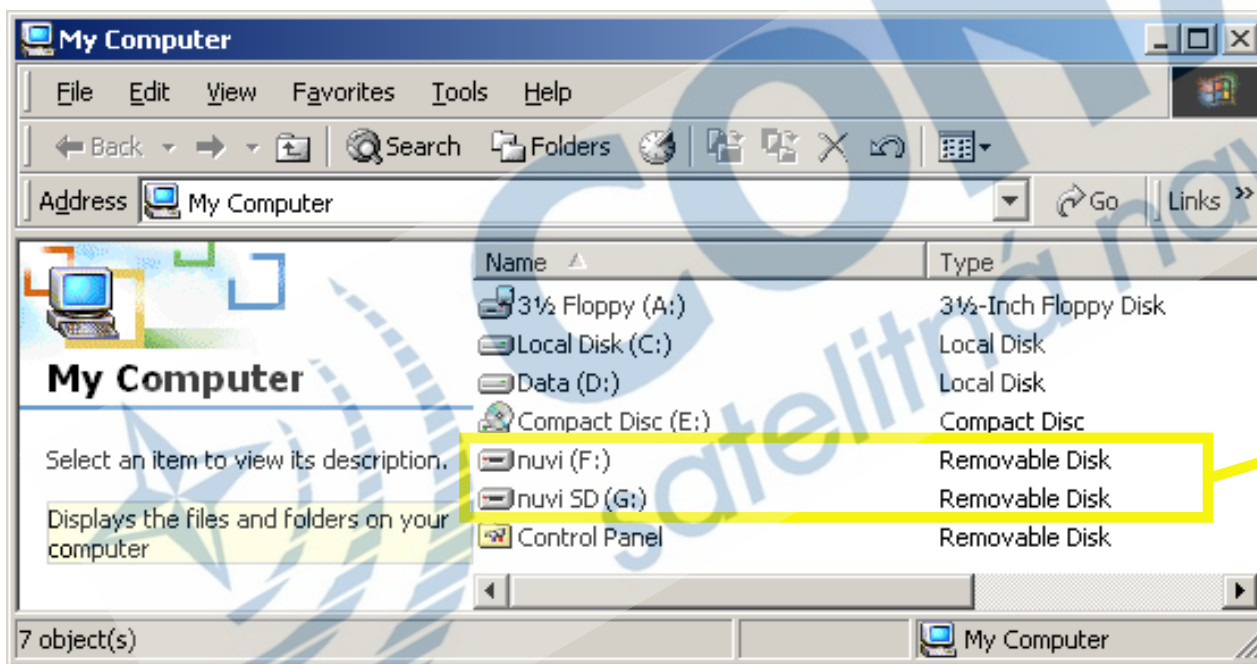 My Computer
File Edit View Favorites Tools Help
Back Search Folders
Address My Computer Go Links »
Name Type
3½ Floppy (A:) 3½-Inch Floppy Disk
Local Disk (C:) Local Disk
My Computer
Data (D:) Local Disk
Compact Disc (E:) Compact Disc
Select an item to view its description.
nuvi (F:) Removable Disk
nuvi SD (G:) Removable Disk
Displays the files and folders on your
computer
Control Panel Removable Disk
7 object(s) My Computer
satelitná